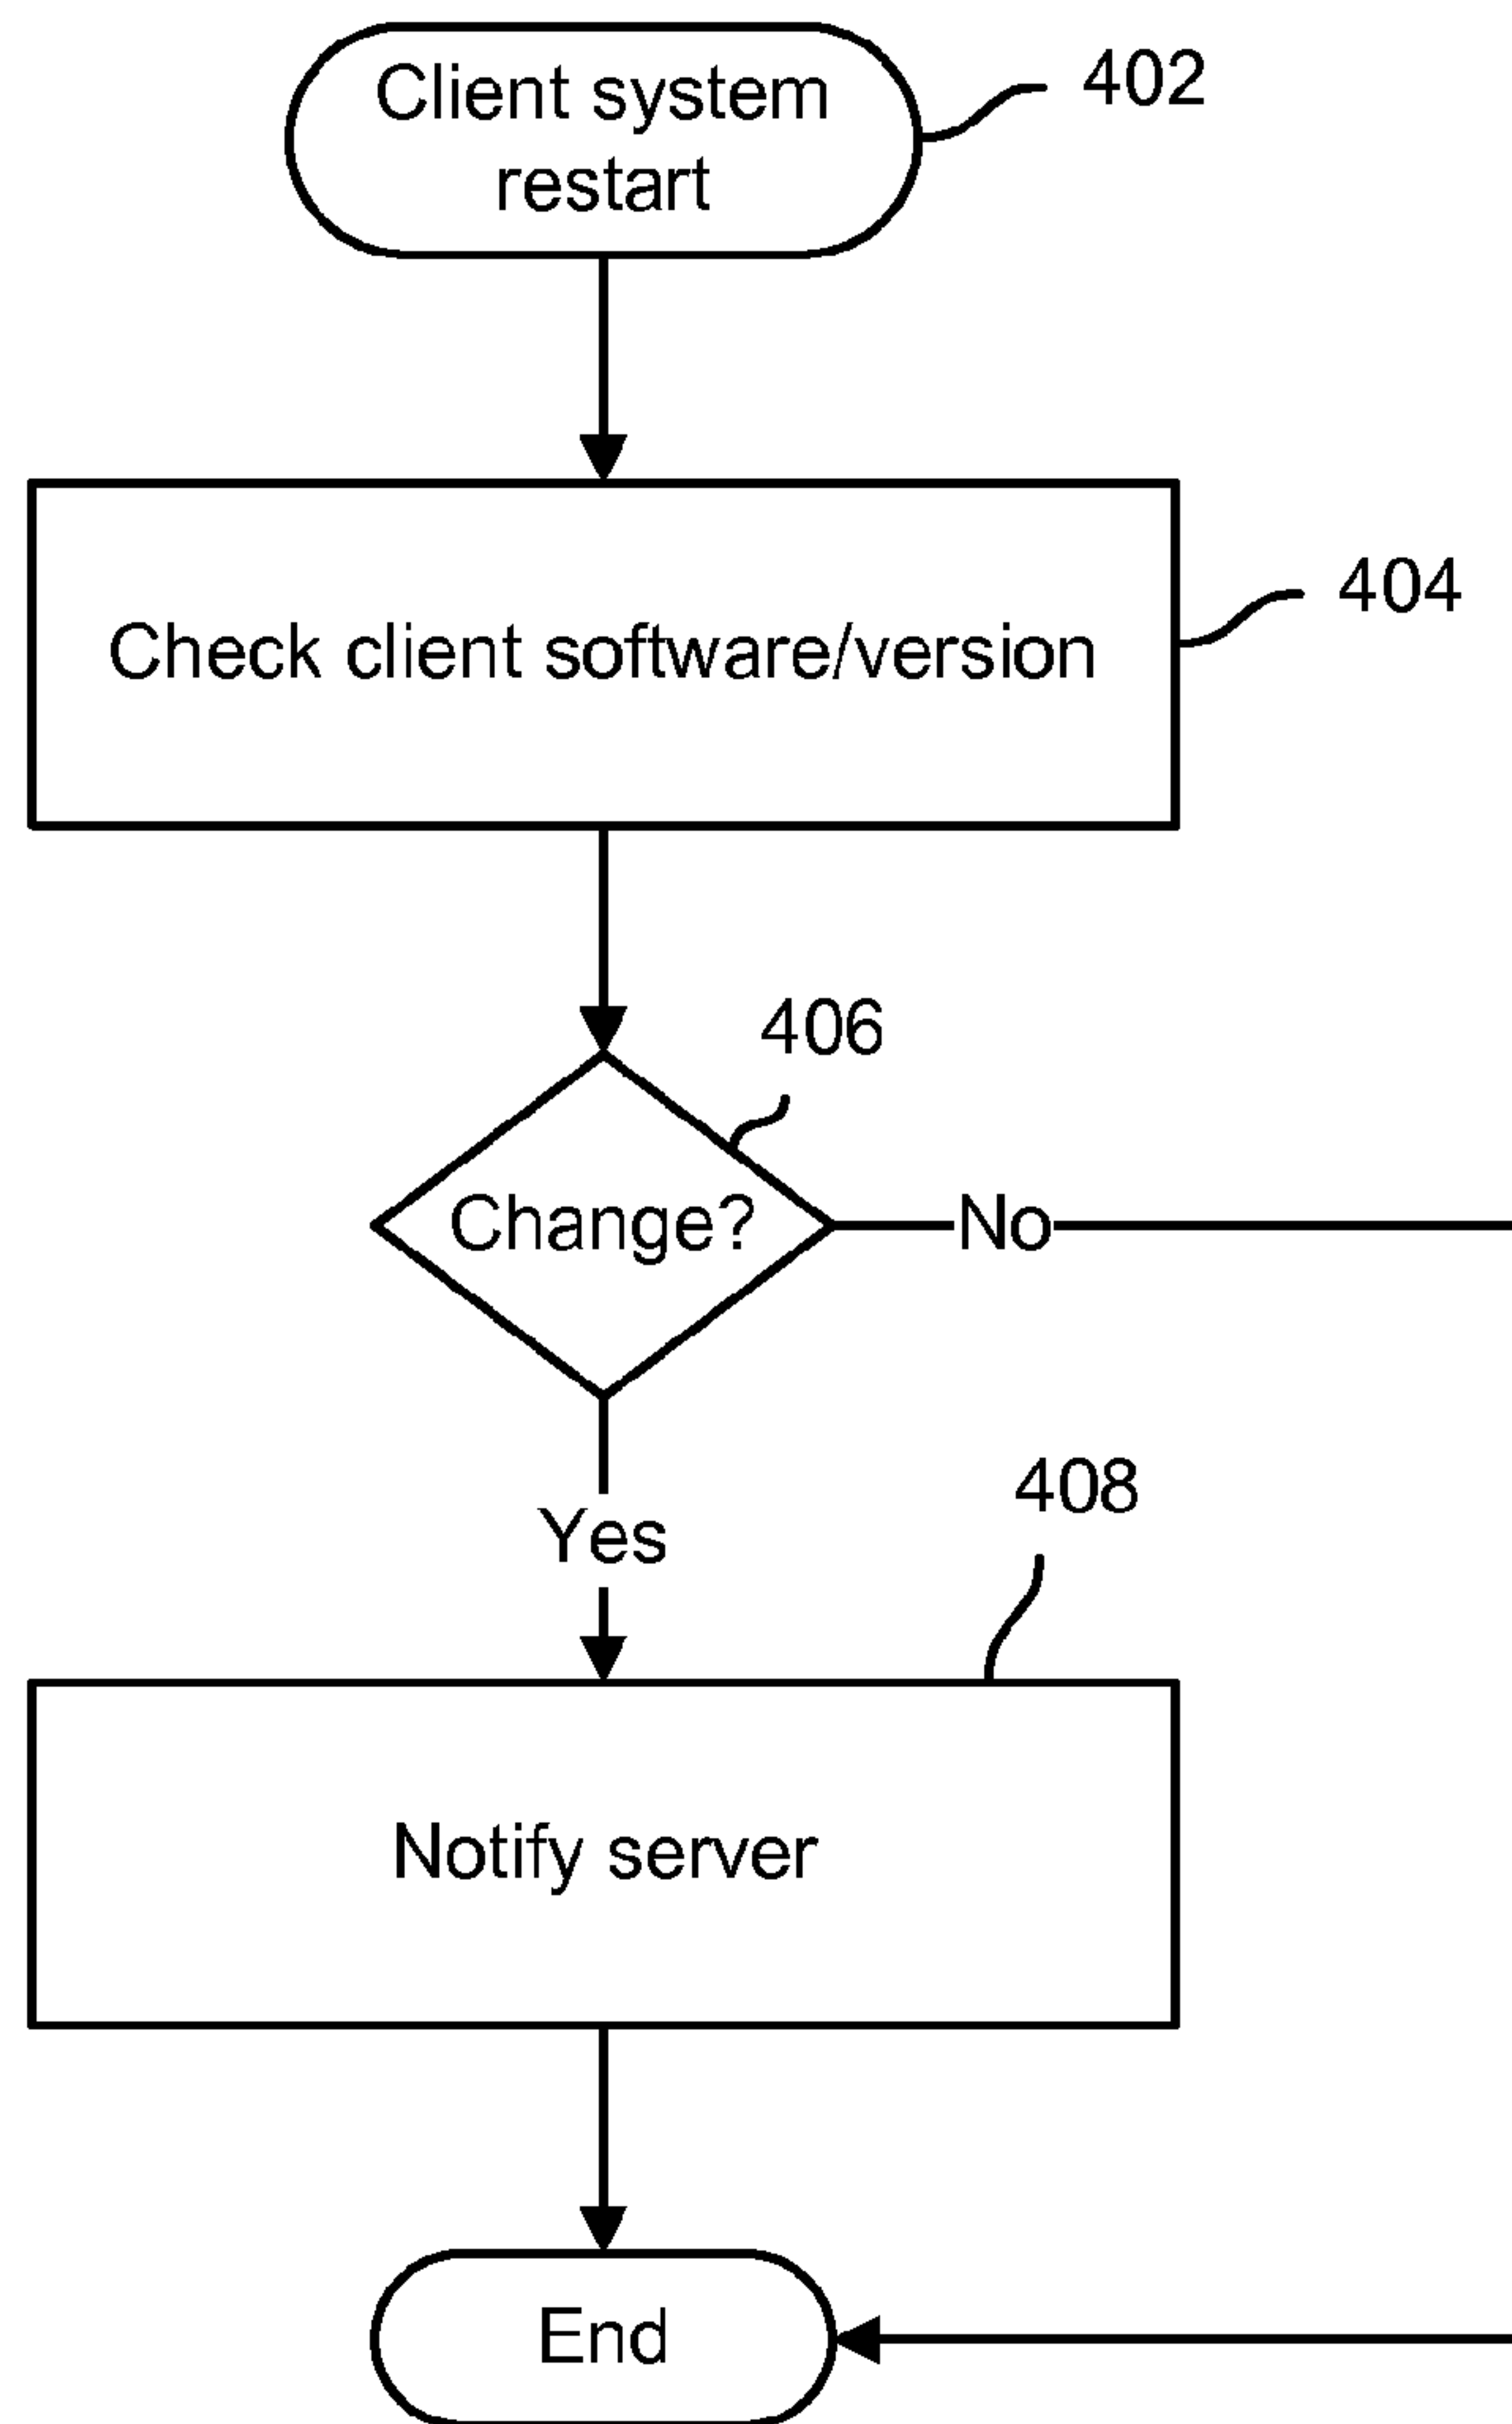 Client system
restart
402
Check client software/version
404
406
Change?
No
Yes
408
Notify server
End